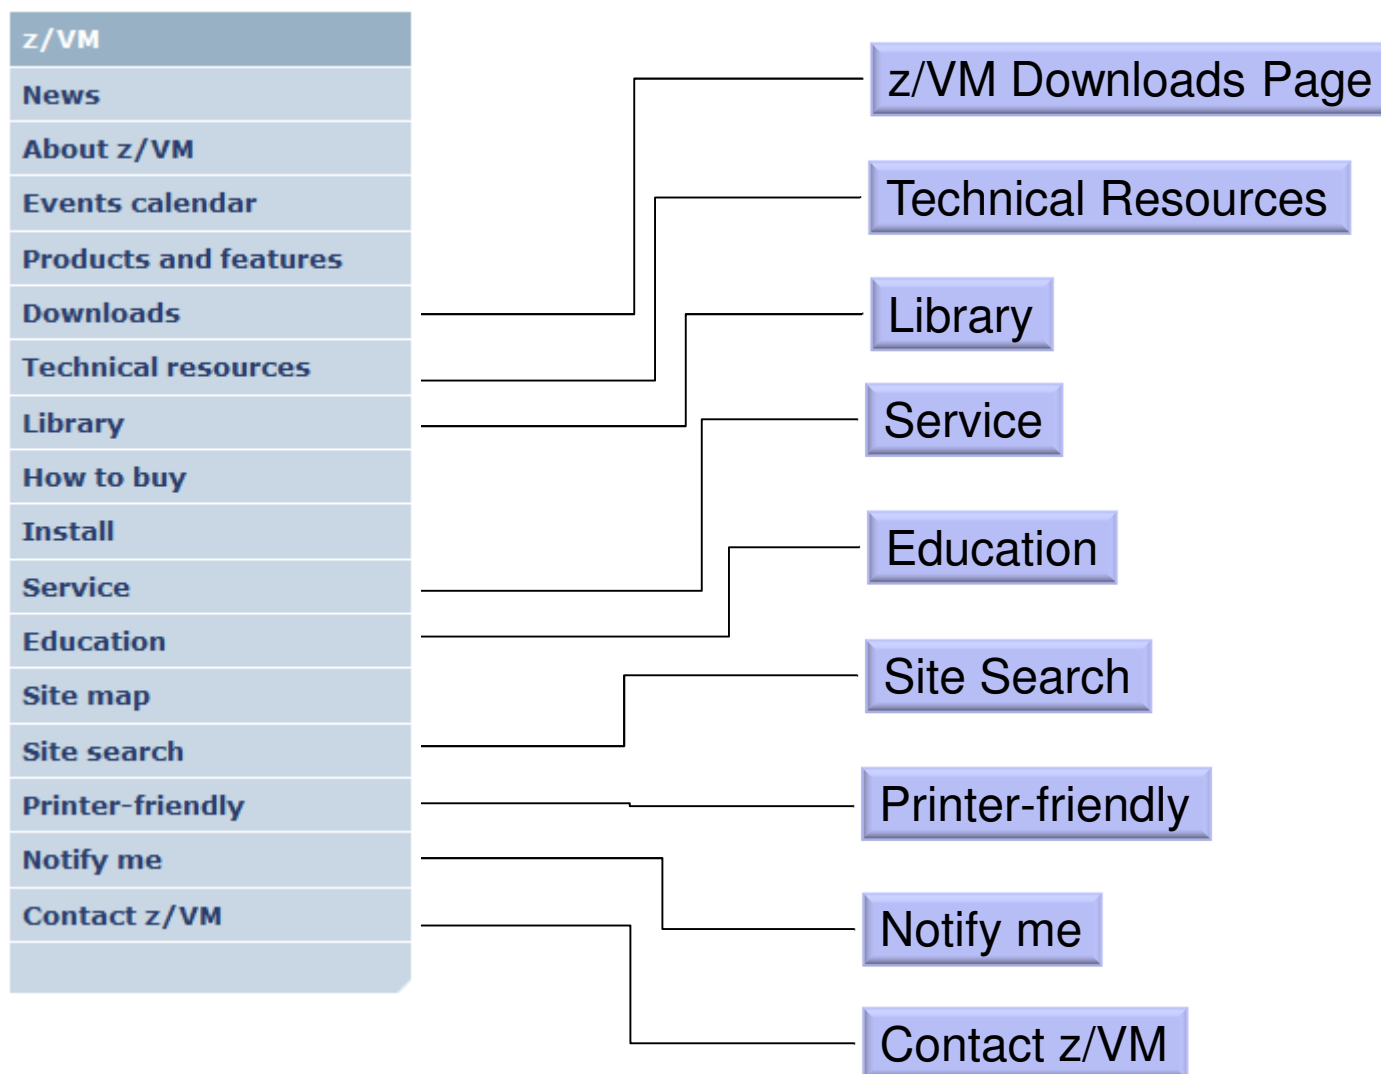 z/VM
News
About z/VM
Events calendar
Products and features
Downloads
Technical resources
Library
How to buy
Install
Service
Education
Site map
Site search
Printer-friendly
Notify me
Contact z/VM
z/VM Downloads Page
Technical Resources
Library
Service
Education
Site Search
Printer-friendly
Notify me
Contact z/VM